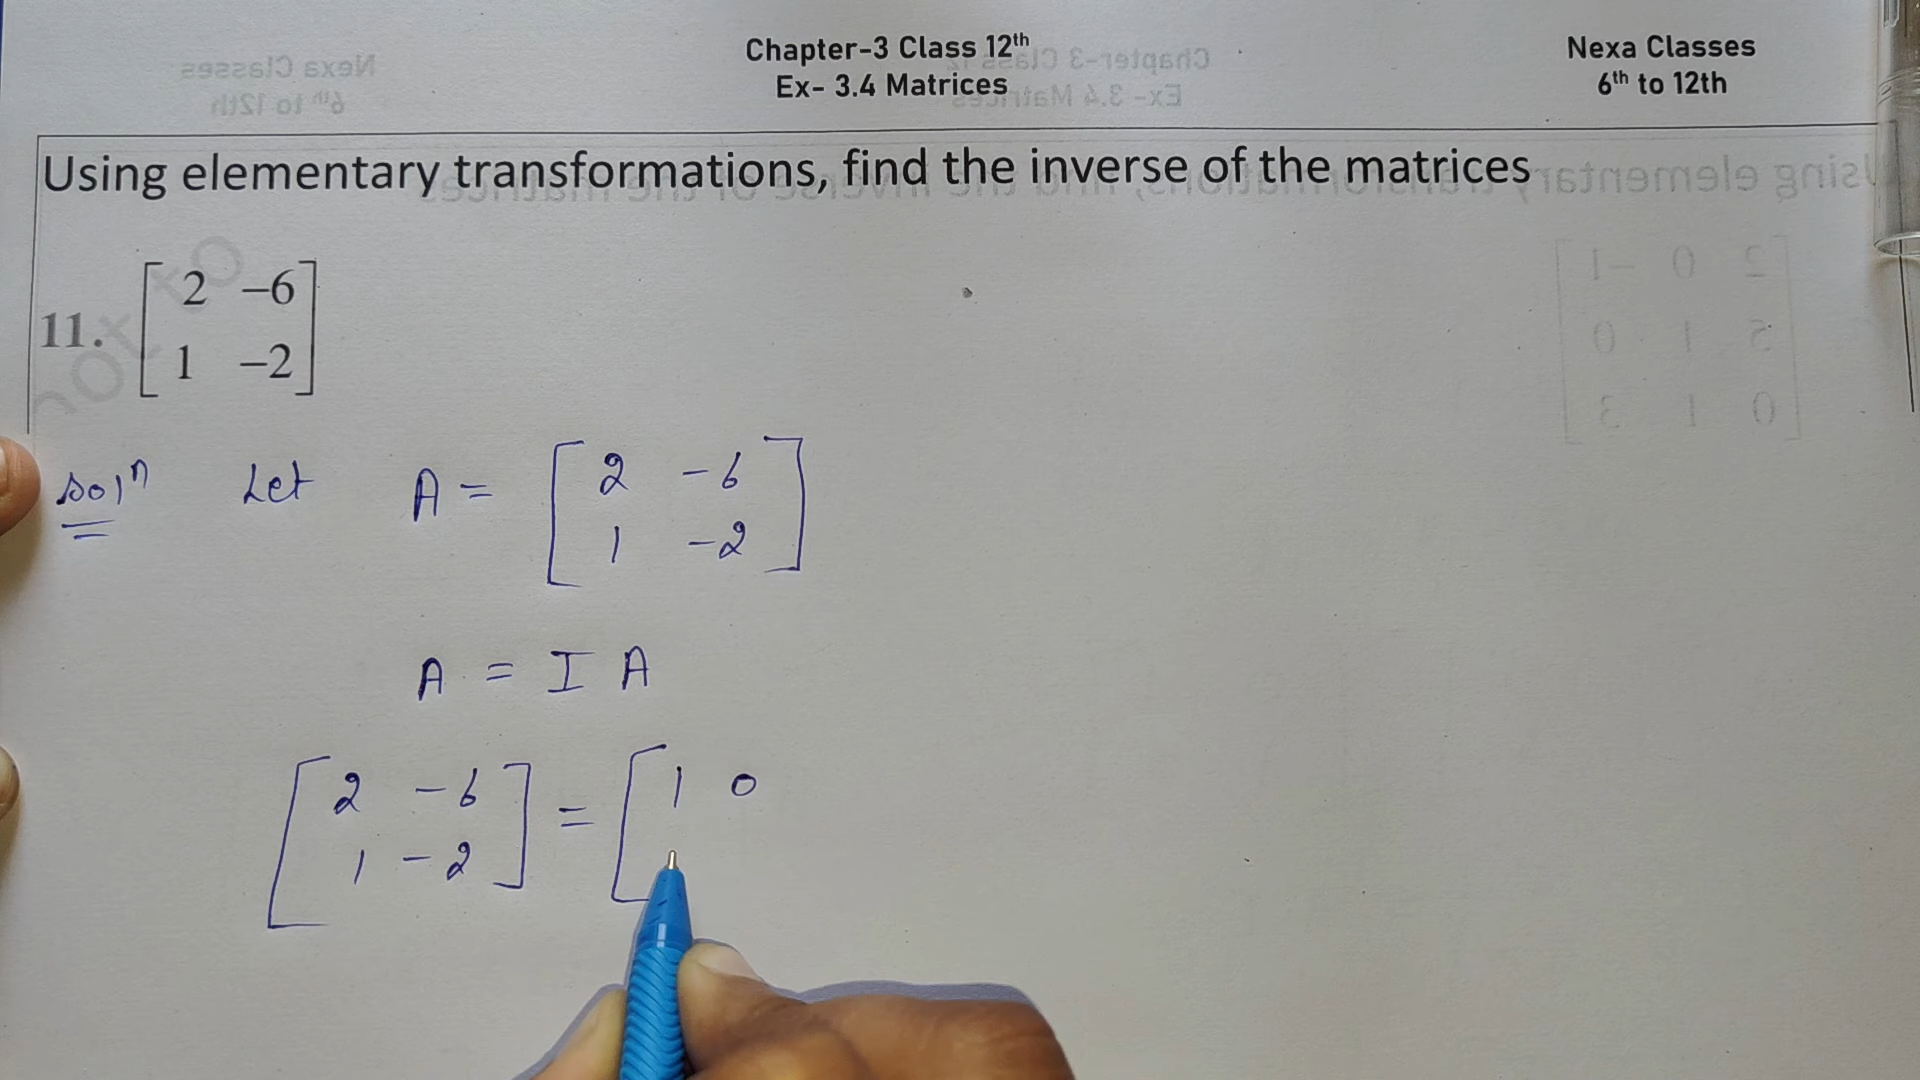 Chapter-3 Class 12th
Ex- 3.4 Matrices
Nexa Classes
6th to 12th
Using elementary transformations, find the inverse of the matrices
11. [2 -6
1 -2]
Soln Let A = [2 -6
1 -2]
A = I A
[2 -6
1 -2] = [1 0